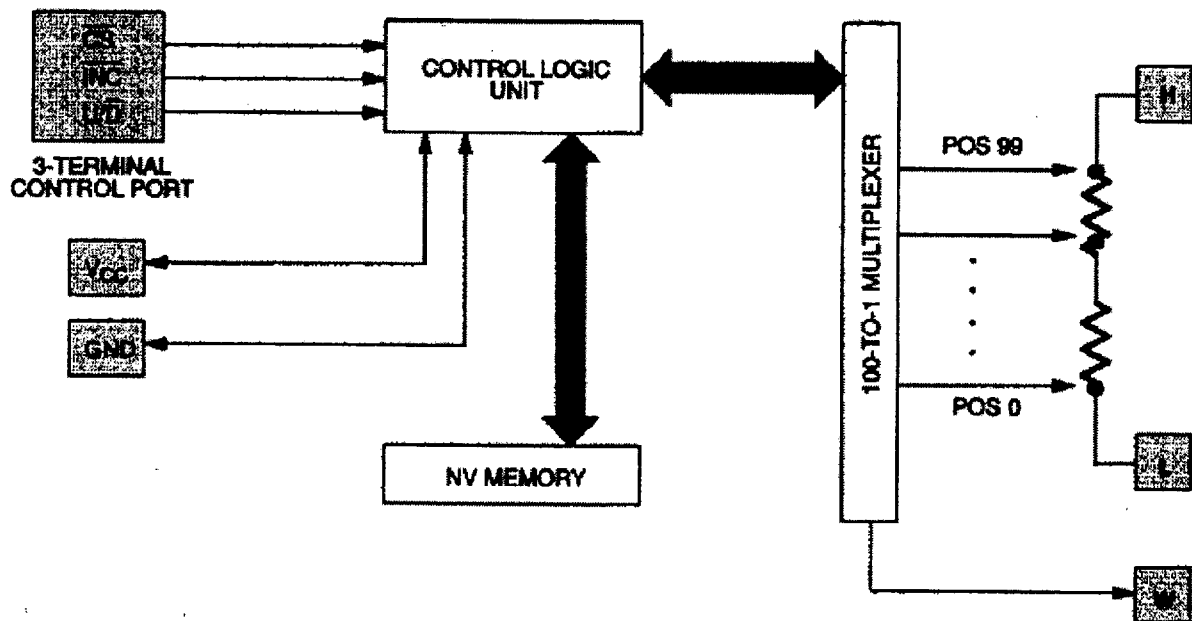 CS
INC
U/D
3-TERMINAL
CONTROL PORT
VCC
GND
CONTROL LOGIC
UNIT
NV MEMORY
100-TO-1 MULTIPLEXER
POS 99
POS 0
H
L
W